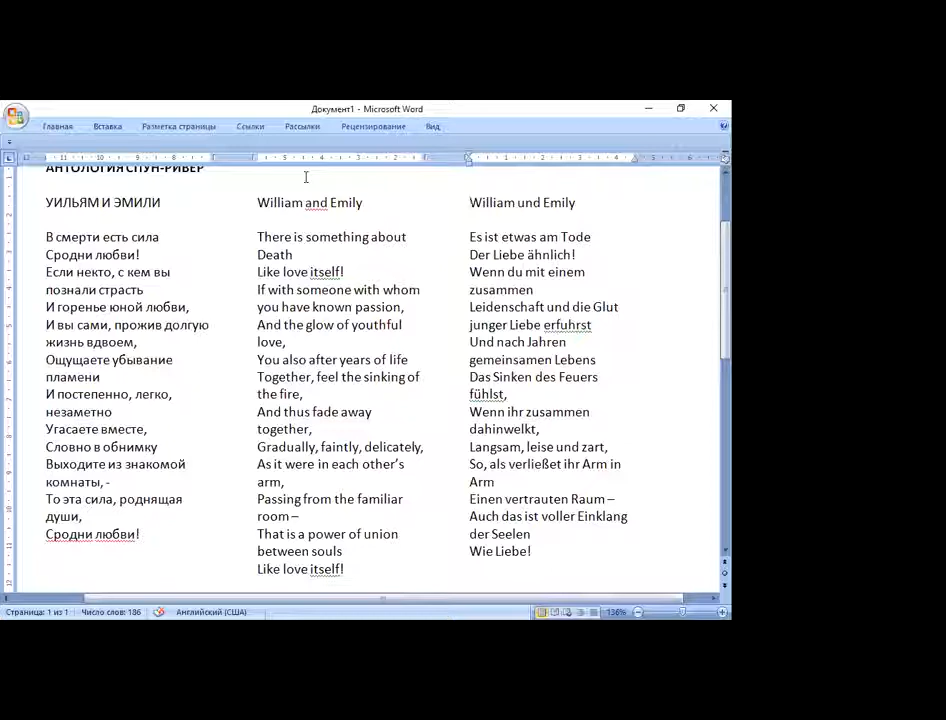 Документ1 - Microsoft Word
Главная Вставка Разметка страницы Ссылки Рассылки Рецензирование Вид
АНТОЛОГИЯ СПУН-РИВЕР
УИЛЬЯМ И ЭМИЛИ
В смерти есть сила
Сродни любви!
Если некто, с кем вы
познали страсть
И горенье юной любви,
И вы сами, прожив долгую
жизнь вдвоем,
Ощущаете убывание
пламени
И постепенно, легко,
незаметно
Угасаете вместе,
Словно в обнимку
Выходите из знакомой
комнаты, -
То эта сила, роднящая
души,
Сродни любви!
William and Emily
There is something about
Death
Like love itself!
If with someone with whom
you have known passion,
And the glow of youthful
love,
You also after years of life
Together, feel the sinking of
the fire,
And thus fade away
together,
Gradually, faintly, delicately,
As it were in each other’s
arm,
Passing from the familiar
room –
That is a power of union
between souls
Like love itself!
William und Emily
Es ist etwas am Tode
Der Liebe ähnlich!
Wenn du mit einem
zusammen
Leidenschaft und die Glut
junger Liebe erfuhrst
Und nach Jahren
gemeinsamen Lebens
Das Sinken des Feuers
fühlst,
Wenn ihr zusammen
dahinwelkt,
Langsam, leise und zart,
So, als verließet ihr Arm in
Arm
Einen vertrauten Raum –
Auch das ist voller Einklang
der Seelen
Wie Liebe!
Страница: 1 из 1 Число слов: 186 Английский (США) 136%